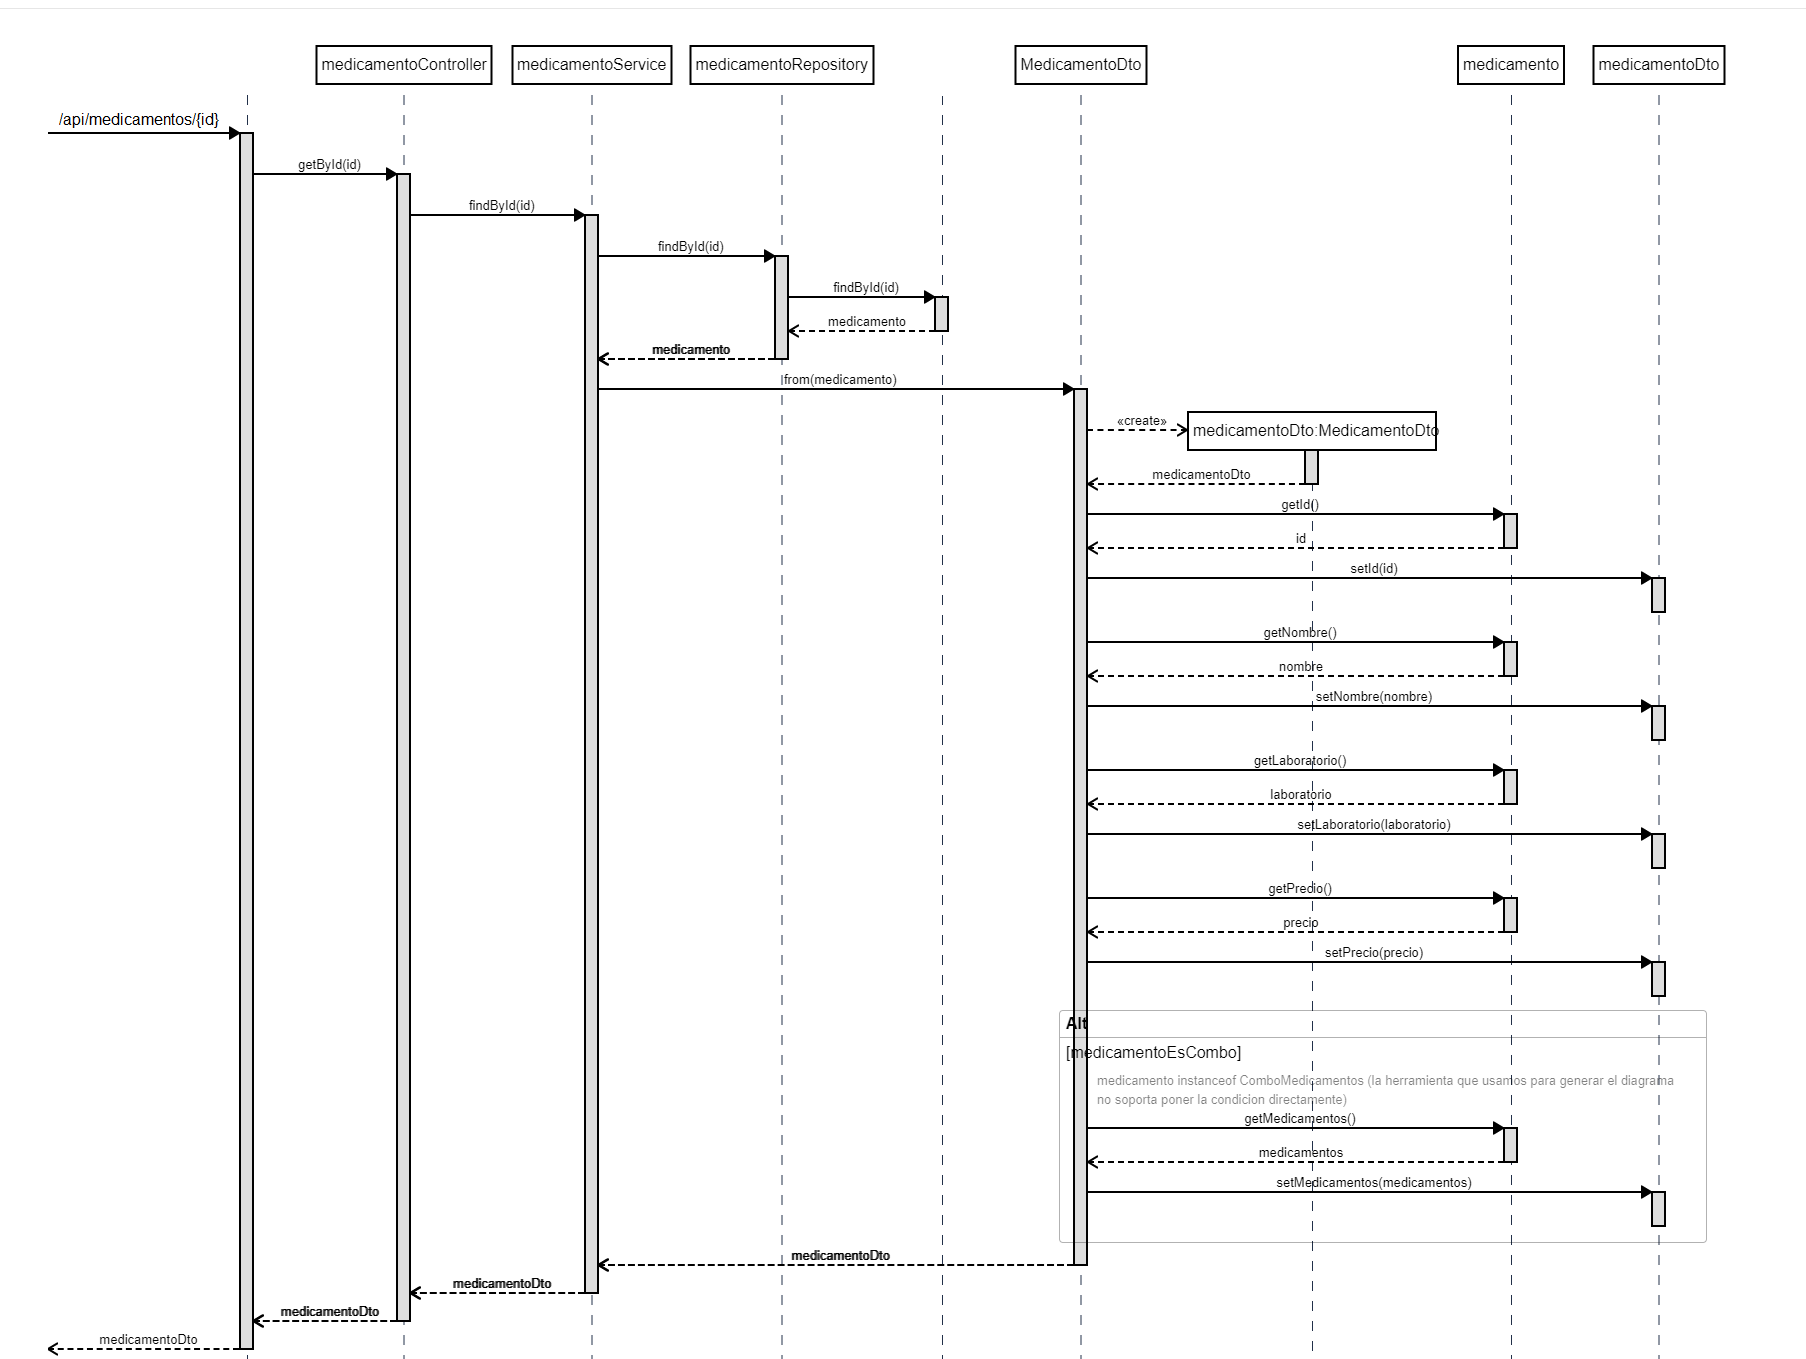 medicamentoController
medicamentoService
medicamentoRepository
MedicamentoDto
medicamento
medicamentoDto
/api/medicamentos/{id}
getById(id)
findById(id)
findById(id)
findById(id)
medicamento
medicamento
from(medicamento)
«create»
medicamentoDto:MedicamentoDto
medicamentoDto
getId()
id
setId(id)
getNombre()
nombre
setNombre(nombre)
getLaboratorio()
laboratorio
setLaboratorio(laboratorio)
getPrecio()
precio
setPrecio(precio)
Alt
[medicamentoEsCombo]
medicamento instanceof ComboMedicamentos (la herramienta que usamos para generar el diagrama
no soporta poner la condicion directamente)
getMedicamentos()
medicamentos
setMedicamentos(medicamentos)
medicamentoDto
medicamentoDto
medicamentoDto
medicamentoDto